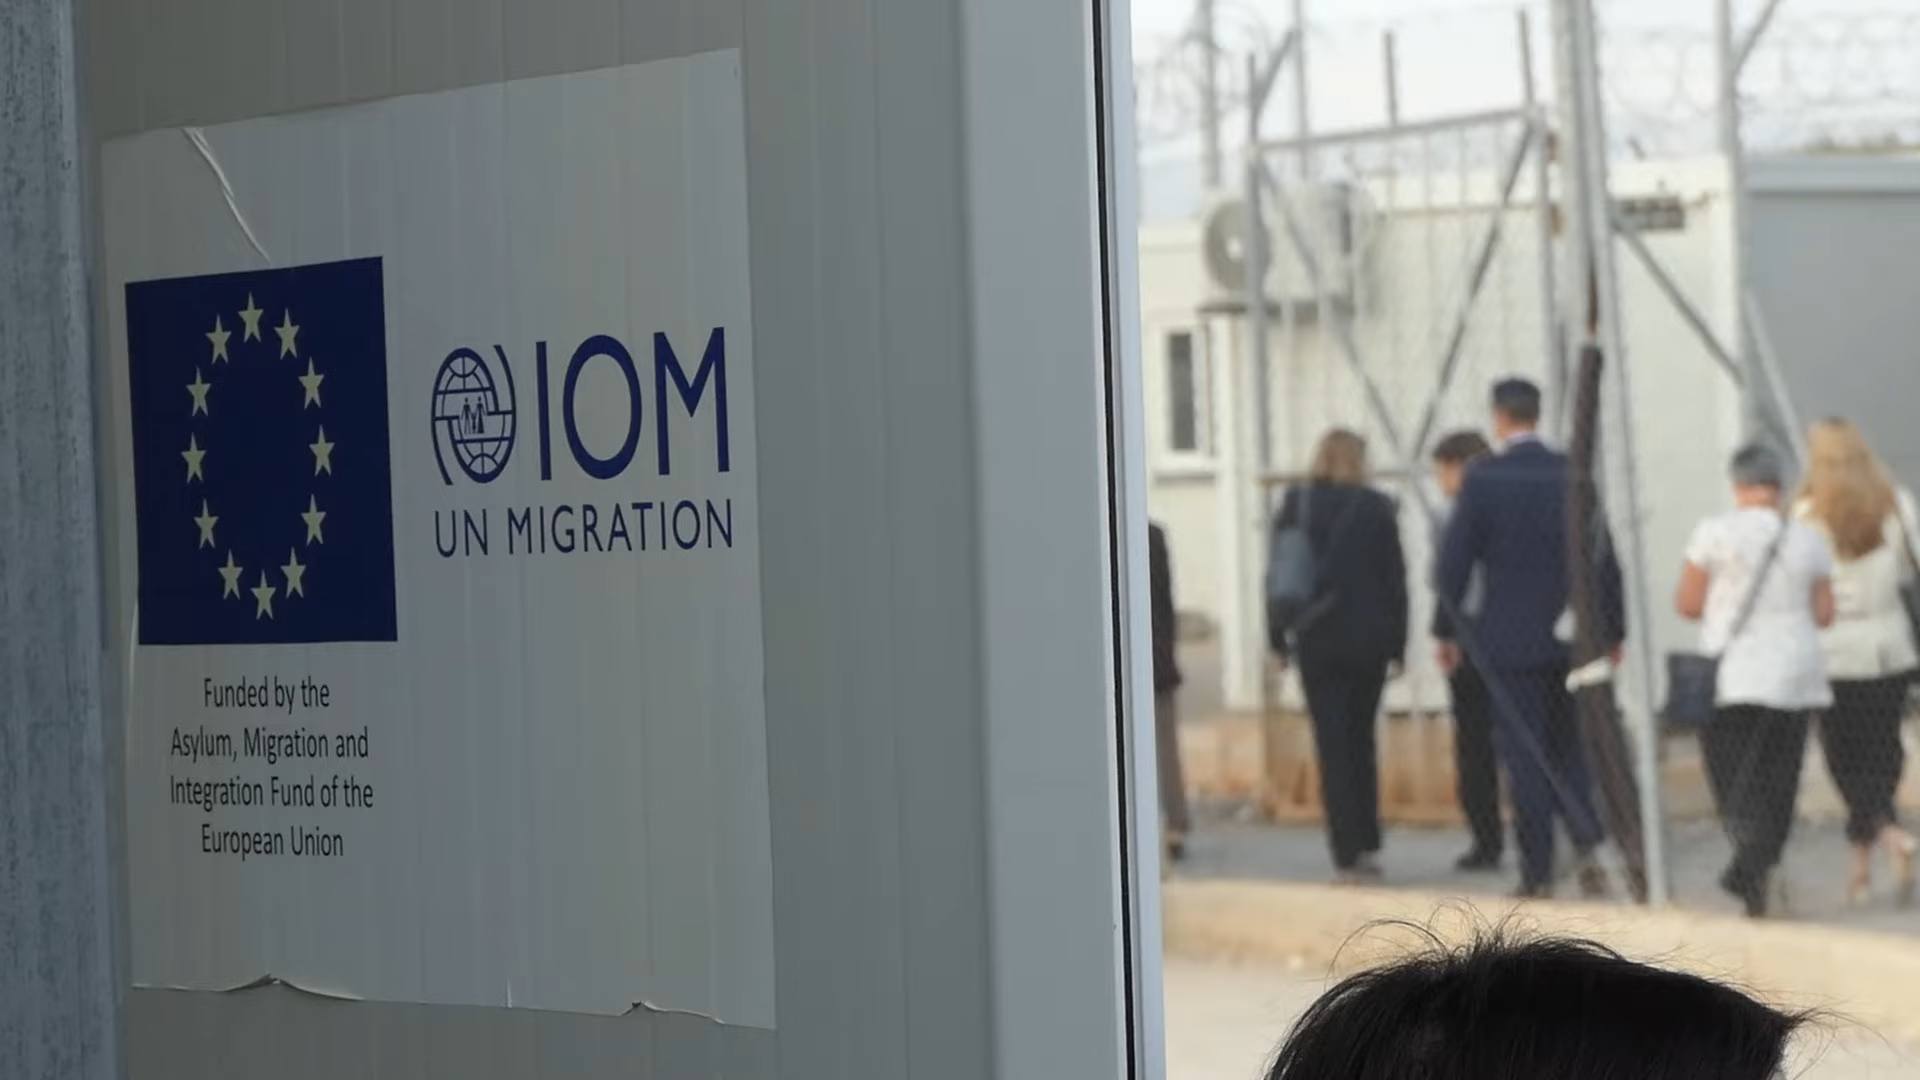 IOM
UN MIGRATION
Funded by the
Asylum, Migration and
Integration Fund of the
European Union